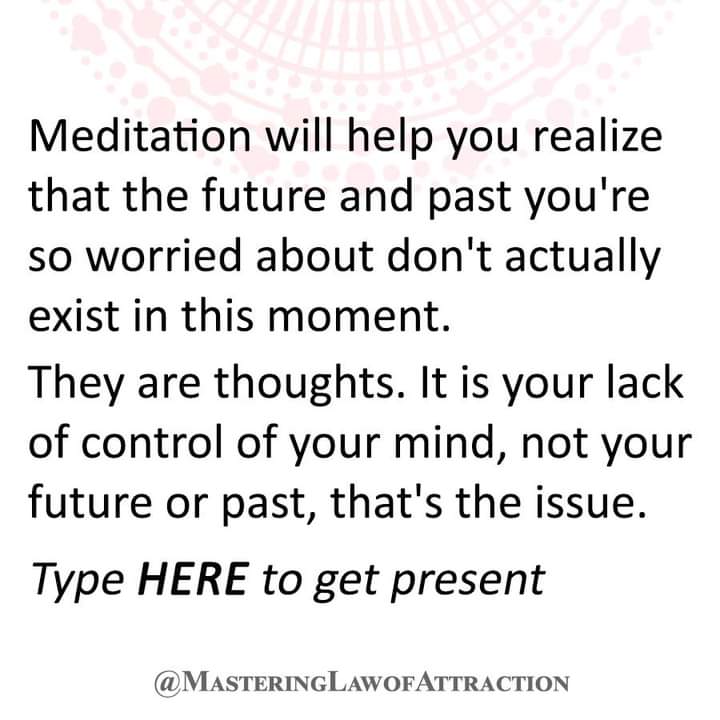 Meditation will help you realize
that the future and past you're
so worried about don't actually
exist in this moment.
They are thoughts. It is your lack
of control of your mind, not your
future or past, that's the issue.
Type HERE to get present
@MasteringLawofAttraction